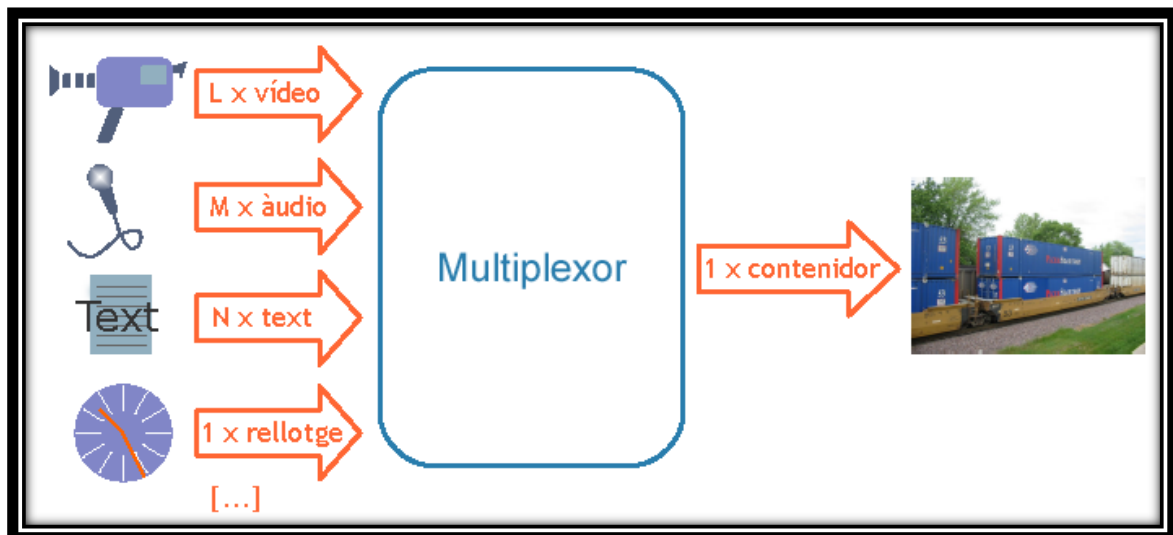 L x vídeo
M x àudio
Text
N x text
1 x rellotge
[...]
Multiplexor
1 x contenidor